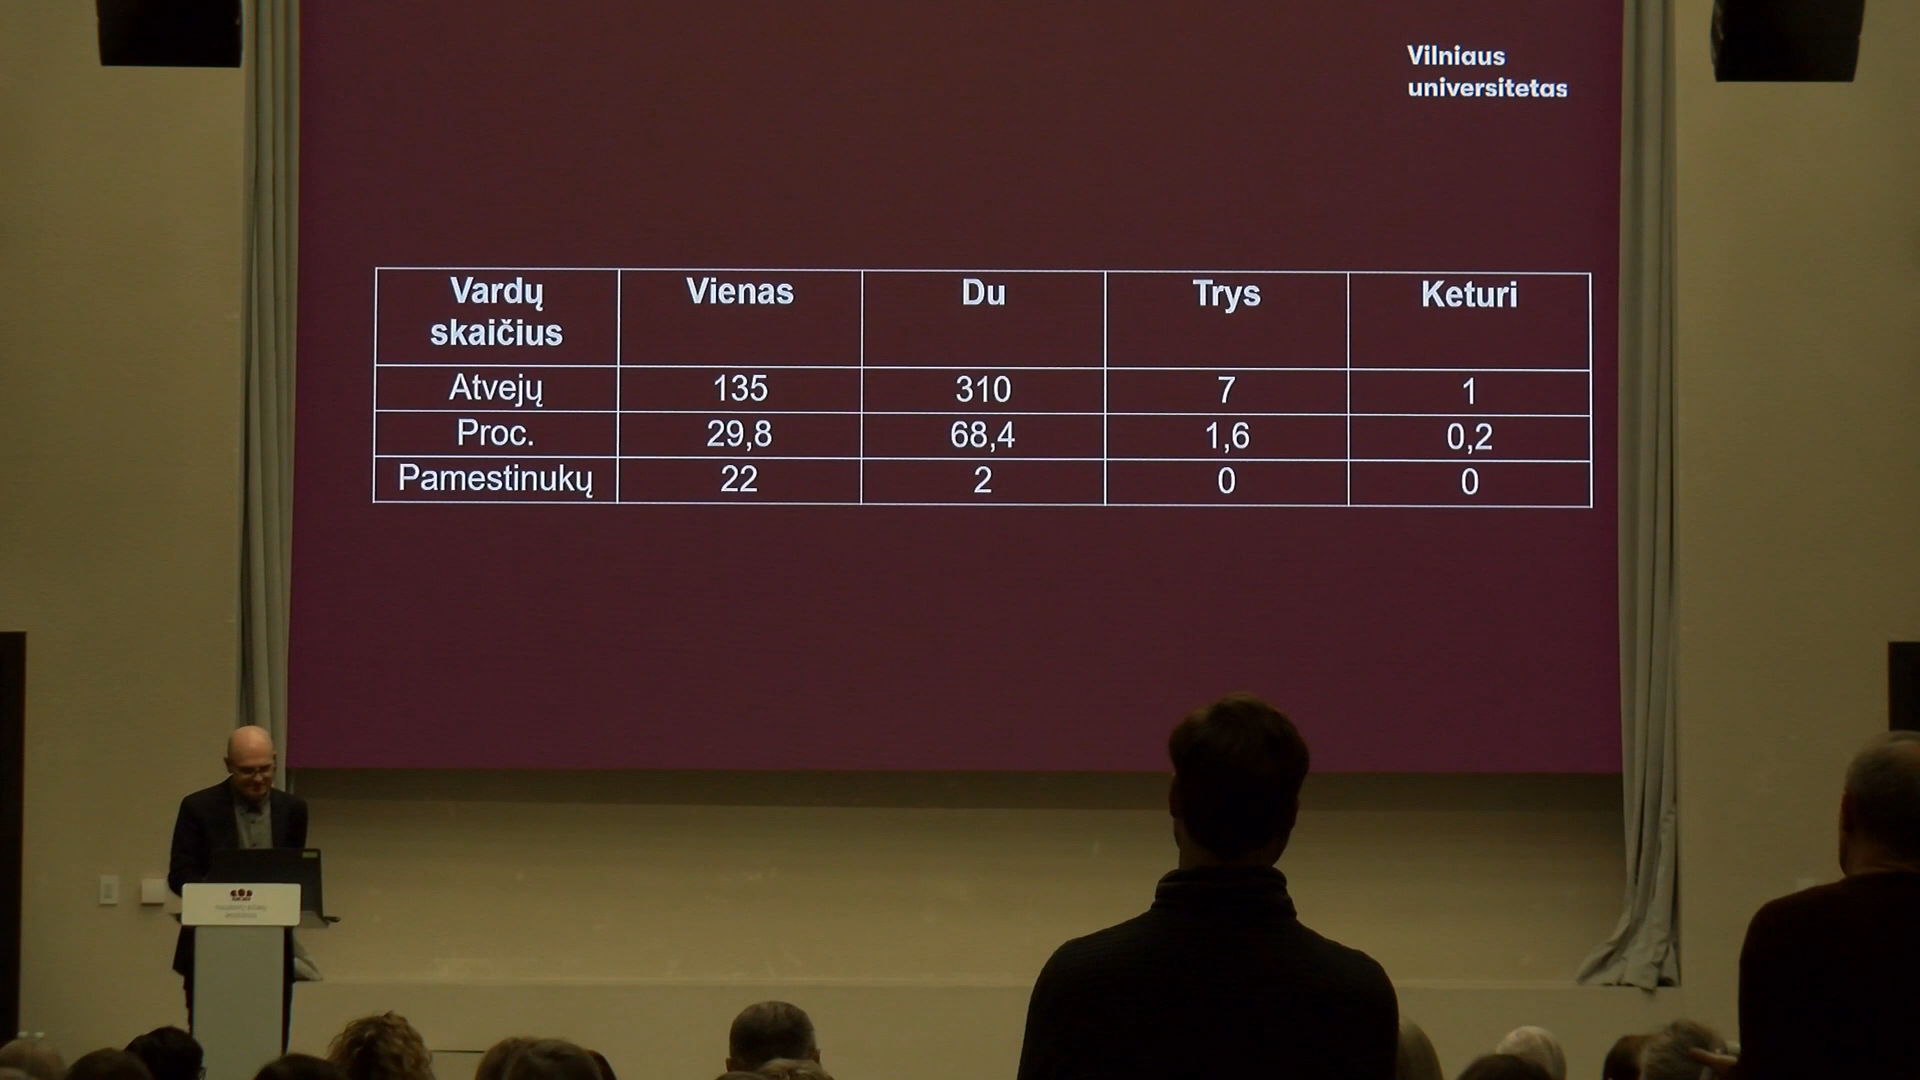 Vilniaus
universitetas
Vardų skaičius Vienas Du Trys Keturi
Atvejų 135 310 7 1
Proc. 29,8 68,4 1,6 0,2
Pamestinukų 22 2 0 0